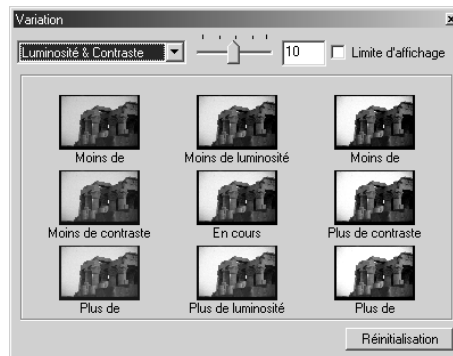 Variation
Luminosité & Contraste 10 Limite d'affichage
Moins de Moins de luminosité Moins de
Moins de contraste En cours Plus de contraste
Plus de Plus de luminosité Plus de
Réinitialisation